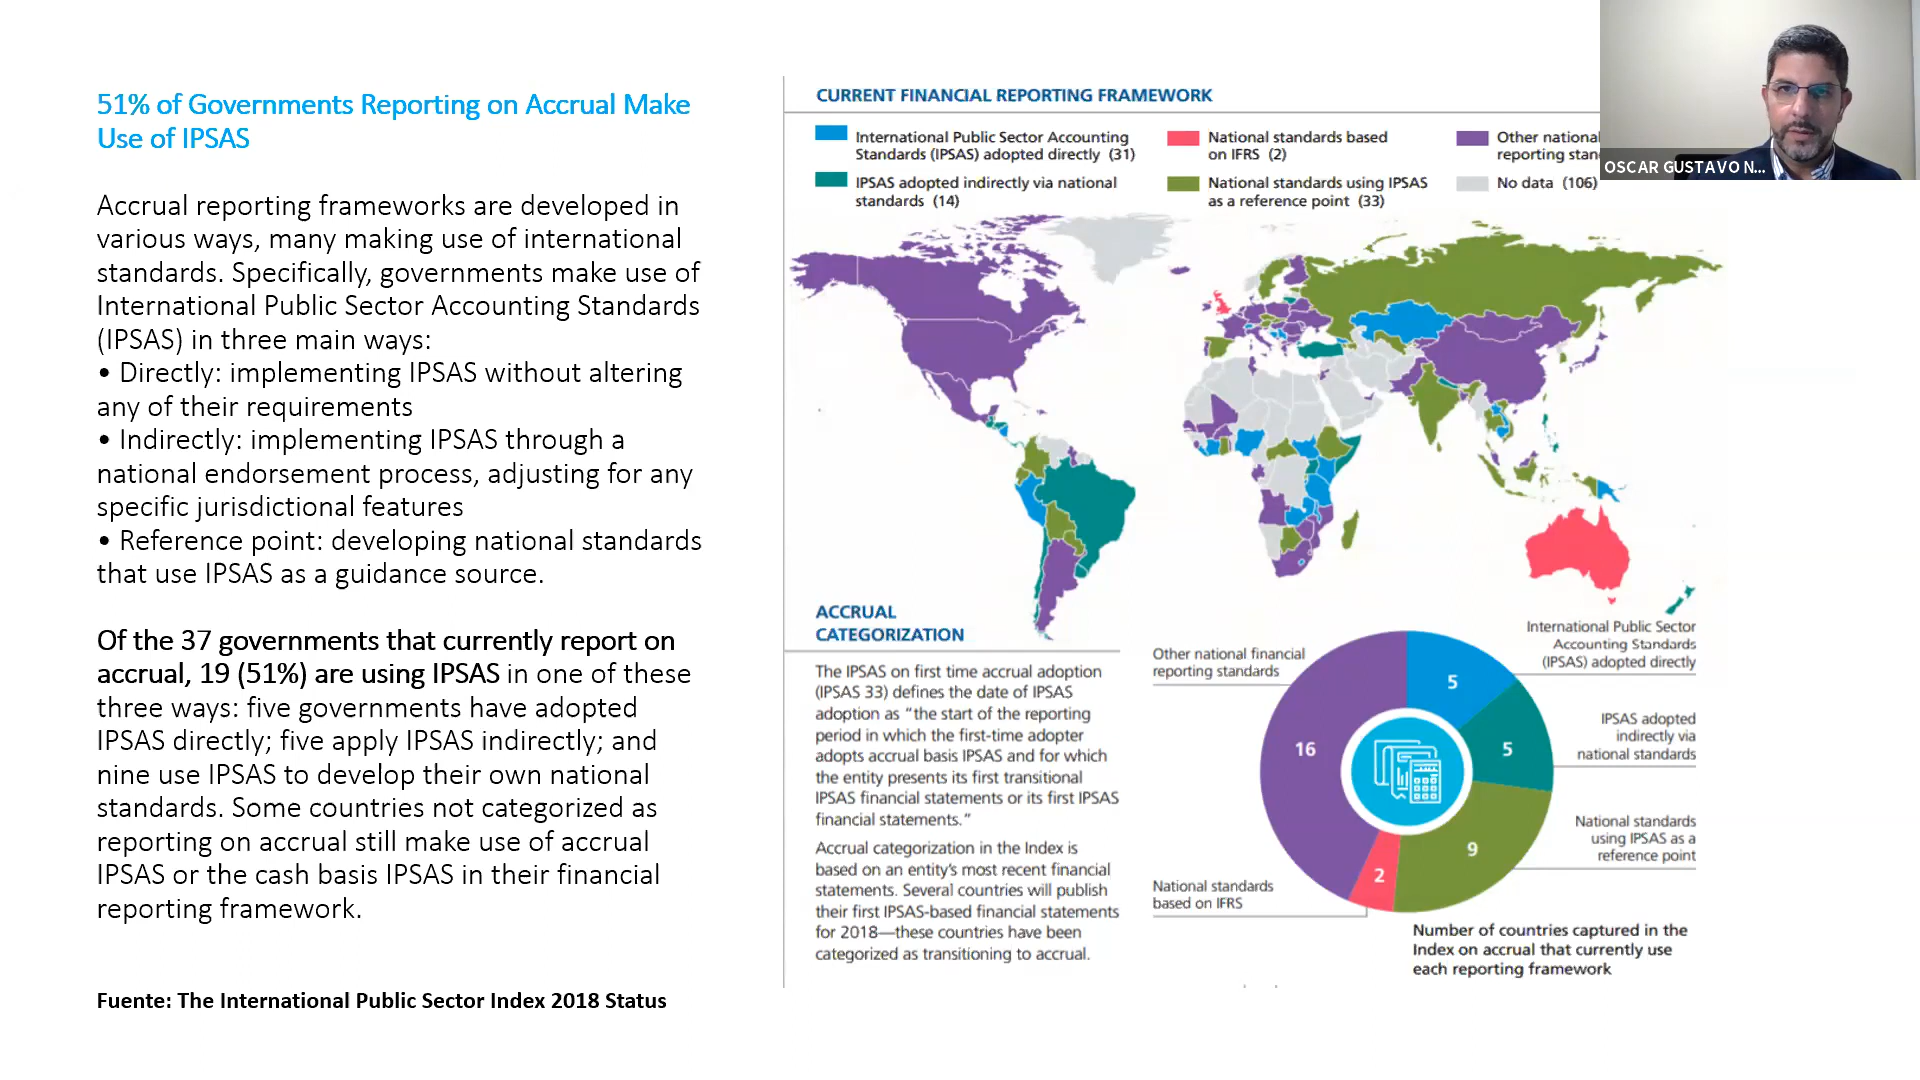 51% of Governments Reporting on Accrual Make
Use of IPSAS
Accrual reporting frameworks are developed in
various ways, many making use of international
standards. Specifically, governments make use of
International Public Sector Accounting Standards
(IPSAS) in three main ways:
• Directly: implementing IPSAS without altering
any of their requirements
• Indirectly: implementing IPSAS through a
national endorsement process, adjusting for any
specific jurisdictional features
• Reference point: developing national standards
that use IPSAS as a guidance source.
Of the 37 governments that currently report on
accrual, 19 (51%) are using IPSAS in one of these
three ways: five governments have adopted
IPSAS directly; five apply IPSAS indirectly; and
nine use IPSAS to develop their own national
standards. Some countries not categorized as
reporting on accrual still make use of accrual
IPSAS or the cash basis IPSAS in their financial
reporting framework.
Fuente: The International Public Sector Index 2018 Status
CURRENT FINANCIAL REPORTING FRAMEWORK
International Public Sector Accounting
Standards (IPSAS) adopted directly (31)
IPSAS adopted indirectly via national
standards (14)
National standards based
on IFRS (2)
National standards using IPSAS
as a reference point (33)
Other national
reporting
No data (106)
OSCAR GUSTAVO N...
ACCRUAL
CATEGORIZATION
The IPSAS on first time accrual adoption
(IPSAS 33) defines the date of IPSAS
adoption as “the start of the reporting
period in which the first-time adopter
adopts accrual basis IPSAS and for which
the entity presents its first transitional
IPSAS financial statements or its first IPSAS
financial statements.”
Accrual categorization in the Index is
based on an entity’s most recent financial
statements. Several countries will publish
their first IPSAS-based financial statements
for 2018—these countries have been
categorized as transitioning to accrual.
Other national financial
reporting standards
International Public Sector
Accounting Standards
(IPSAS) adopted directly
IPSAS adopted
indirectly via
national standards
National standards
using IPSAS as a
reference point
National standards
based on IFRS
5
5
9
2
16
Number of countries captured in the
Index on accrual that currently use
each reporting framework